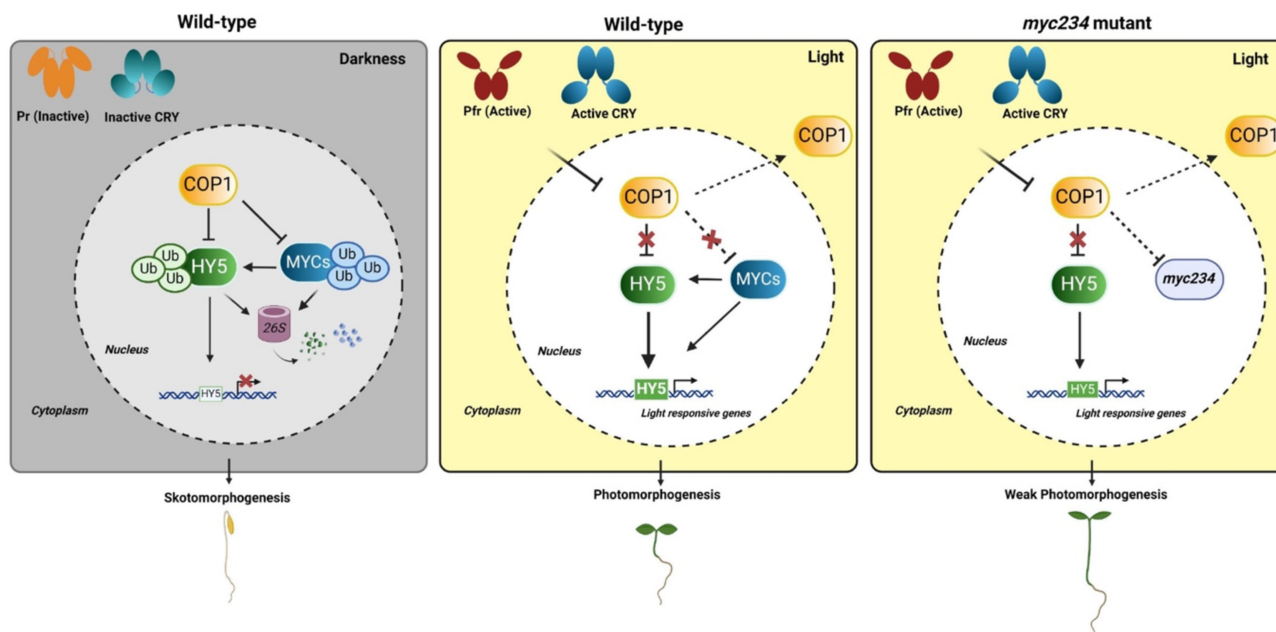 Wild-type
Darkness
Pr (Inactive)
Inactive CRY
COP1
HY5
MYCs
Ub
Ub
Ub
Ub
Ub
Ub
26S
Nucleus
HY5
Cytoplasm
Skotomorphogenesis
Wild-type
Light
Pfr (Active)
Active CRY
COP1
COP1
HY5
MYCs
Nucleus
HY5
Cytoplasm
Light responsive genes
Photomorphogenesis
myc234 mutant
Light
Pfr (Active)
Active CRY
COP1
COP1
HY5
myc234
Nucleus
HY5
Cytoplasm
Light responsive genes
Weak Photomorphogenesis